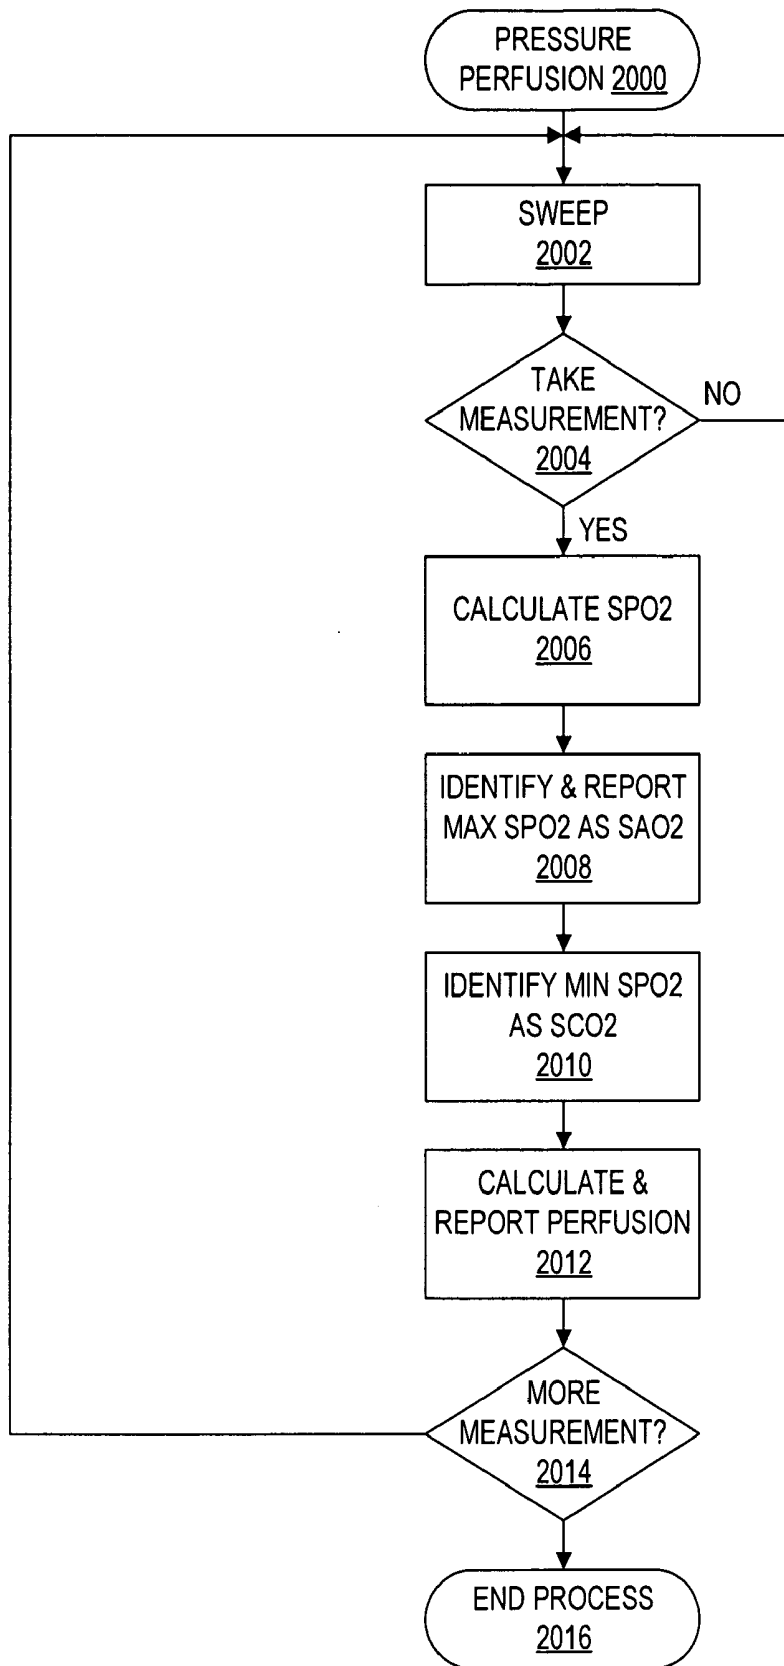 PRESSURE
PERFUSION 2000
SWEEP
2002
TAKE
MEASUREMENT?
2004
NO
YES
CALCULATE SPO2
2006
IDENTIFY & REPORT
MAX SPO2 AS SAO2
2008
IDENTIFY MIN SPO2
AS SCO2
2010
CALCULATE &
REPORT PERFUSION
2012
MORE
MEASUREMENT?
2014
END PROCESS
2016